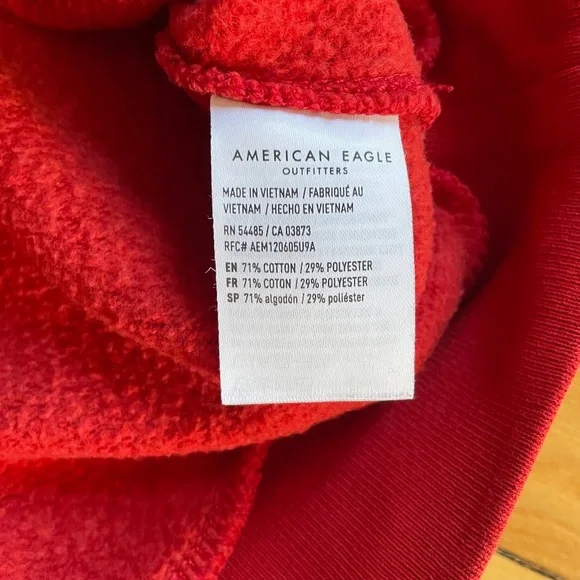 AMERICAN EAGLE
OUTFITTERS
MADE IN VIETNAM / FABRIQUÉ AU
VIETNAM / HECHO EN VIETNAM
RN 54485 / CA 03873
RFC# AEM120605U9A
EN 71% COTTON / 29% POLYESTER
FR 71% COTON / 29% POLYESTER
SP 71% algodón / 29% poliéster